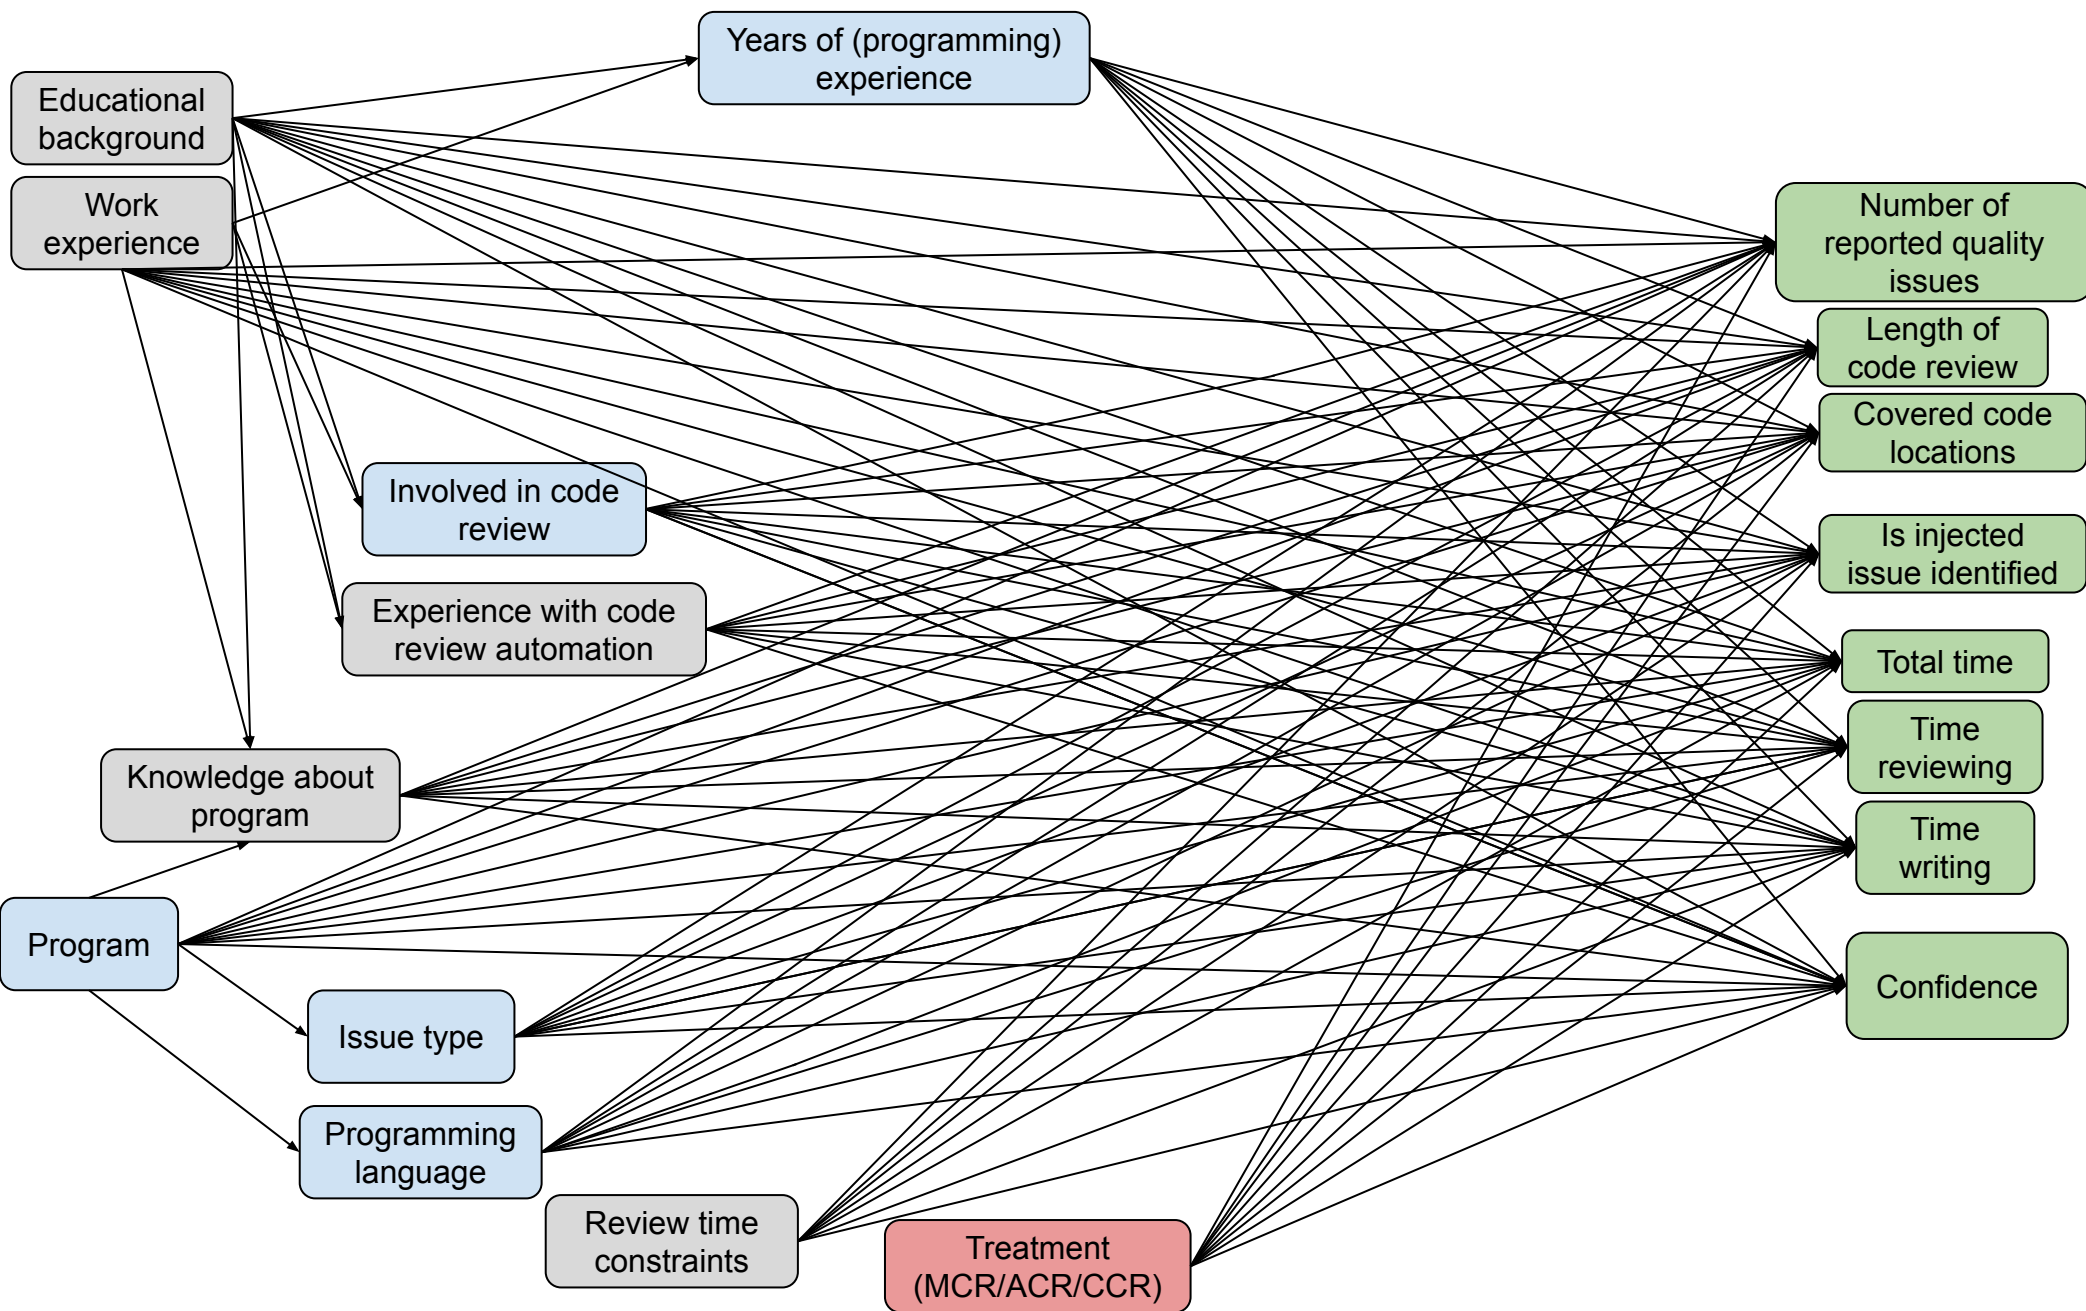 Years of (programming)
experience
Educational
background
Work
experience
Number of
reported quality
issues
Length of
code review
Covered code
locations
Involved in code
review
Is injected
issue identified
Experience with code
review automation
Total time
Time
reviewing
Knowledge about
program
Time
writing
Program
Confidence
Issue type
Programming
language
Review time
constraints
Treatment
(MCR/ACR/CCR)